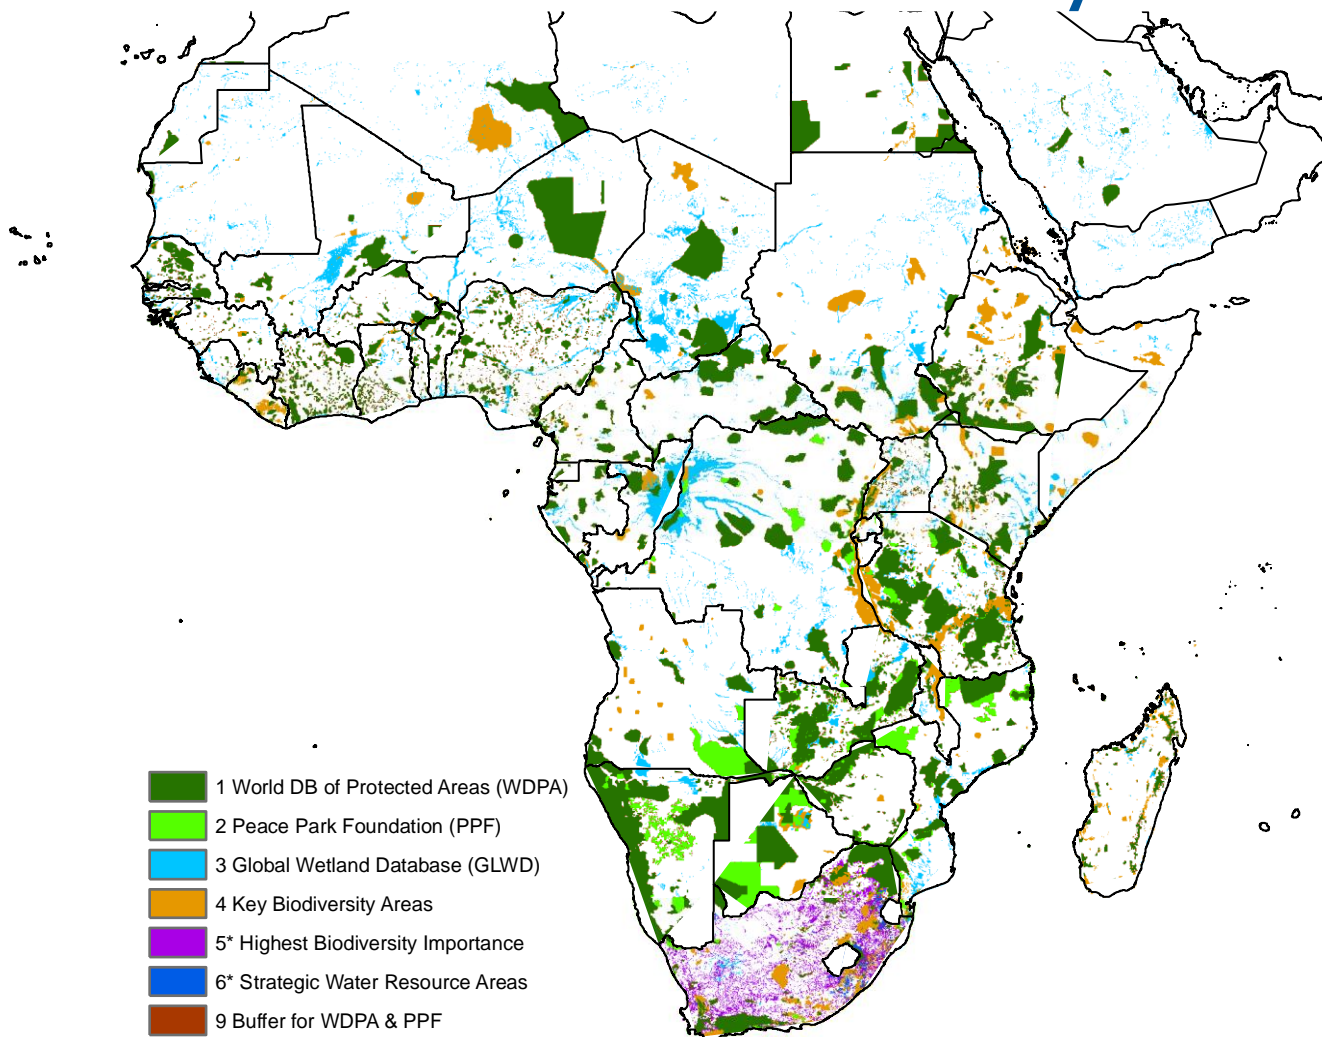 1 World DB of Protected Areas (WDPA)
2 Peace Park Foundation (PPF)
3 Global Wetland Database (GLWD)
4 Key Biodiversity Areas
5* Highest Biodiversity Importance
6* Strategic Water Resource Areas
9 Buffer for WDPA & PPF